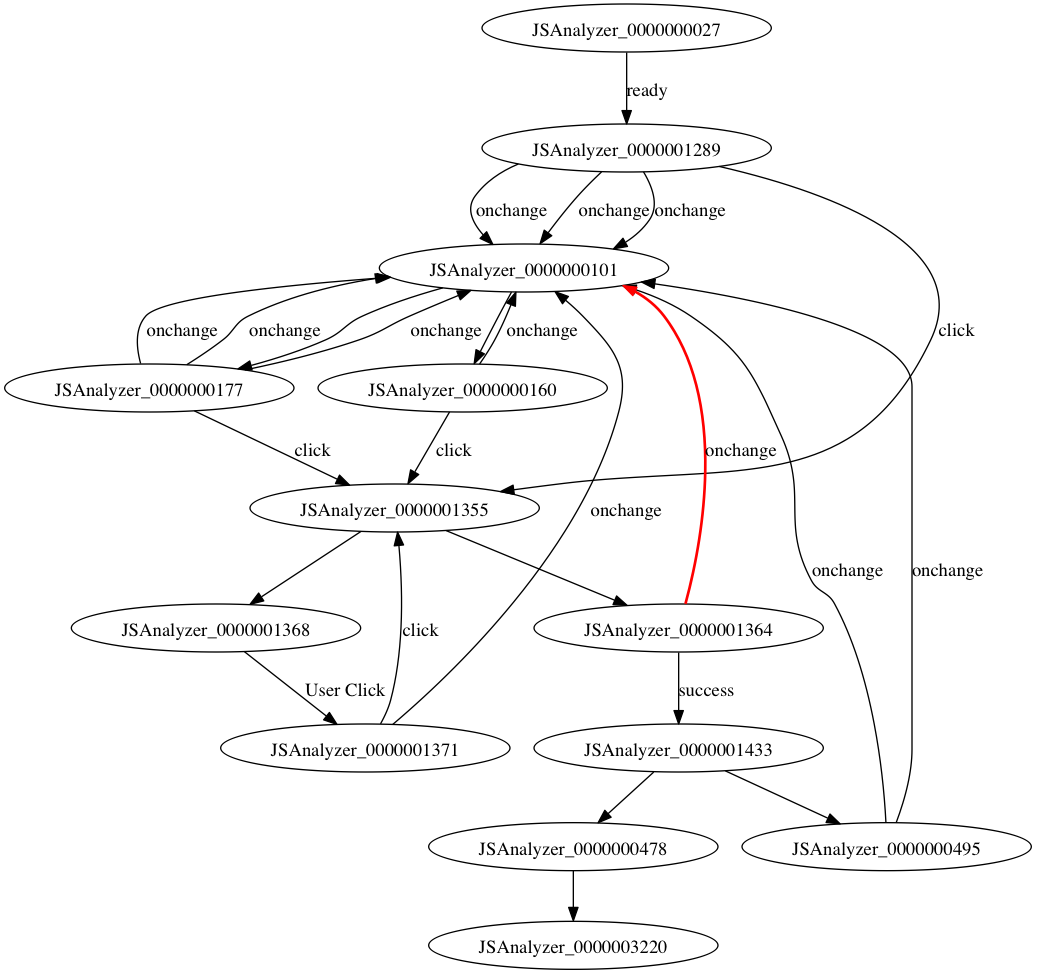 JSAnalyzer_0000000027
ready
JSAnalyzer_0000001289
onchange onchange onchange
JSAnalyzer_0000000101
onchange onchange onchange onchange click
JSAnalyzer_0000000177 JSAnalyzer_0000000160
click click onchange
JSAnalyzer_0000001355 onchange
onchange onchange
JSAnalyzer_0000001368 click JSAnalyzer_0000001364
User Click success
JSAnalyzer_0000001371 JSAnalyzer_0000001433
JSAnalyzer_0000000478 JSAnalyzer_0000000495
JSAnalyzer_0000003220